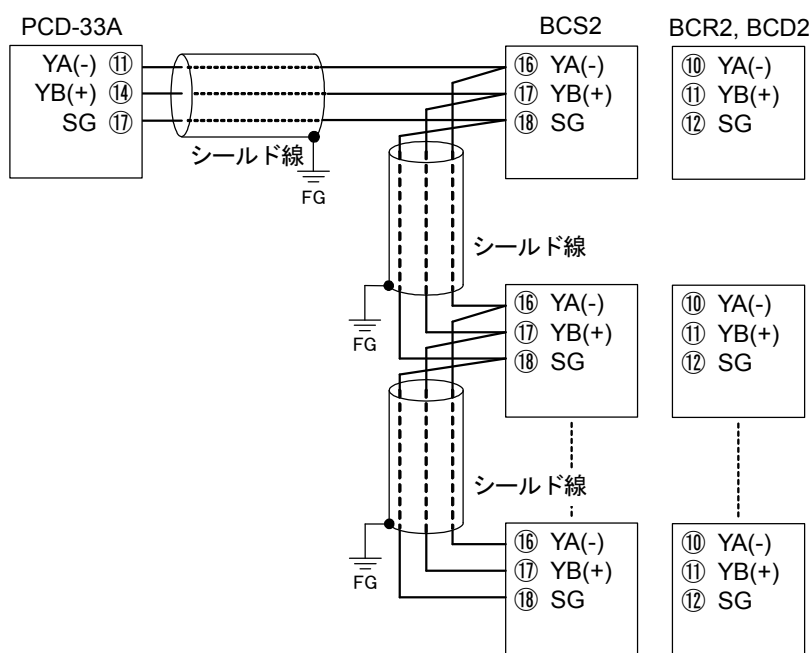 PCD-33A
YA(-) ⑪
YB(+) ⑭
SG ⑰
シールド線
FG
BCS2
⑯ YA(-)
⑰ YB(+)
⑱ SG
BCR2, BCD2
⑩ YA(-)
⑪ YB(+)
⑫ SG
シールド線
FG
⑯ YA(-)
⑰ YB(+)
⑱ SG
⑩ YA(-)
⑪ YB(+)
⑫ SG
シールド線
FG
⑯ YA(-)
⑰ YB(+)
⑱ SG
⑩ YA(-)
⑪ YB(+)
⑫ SG